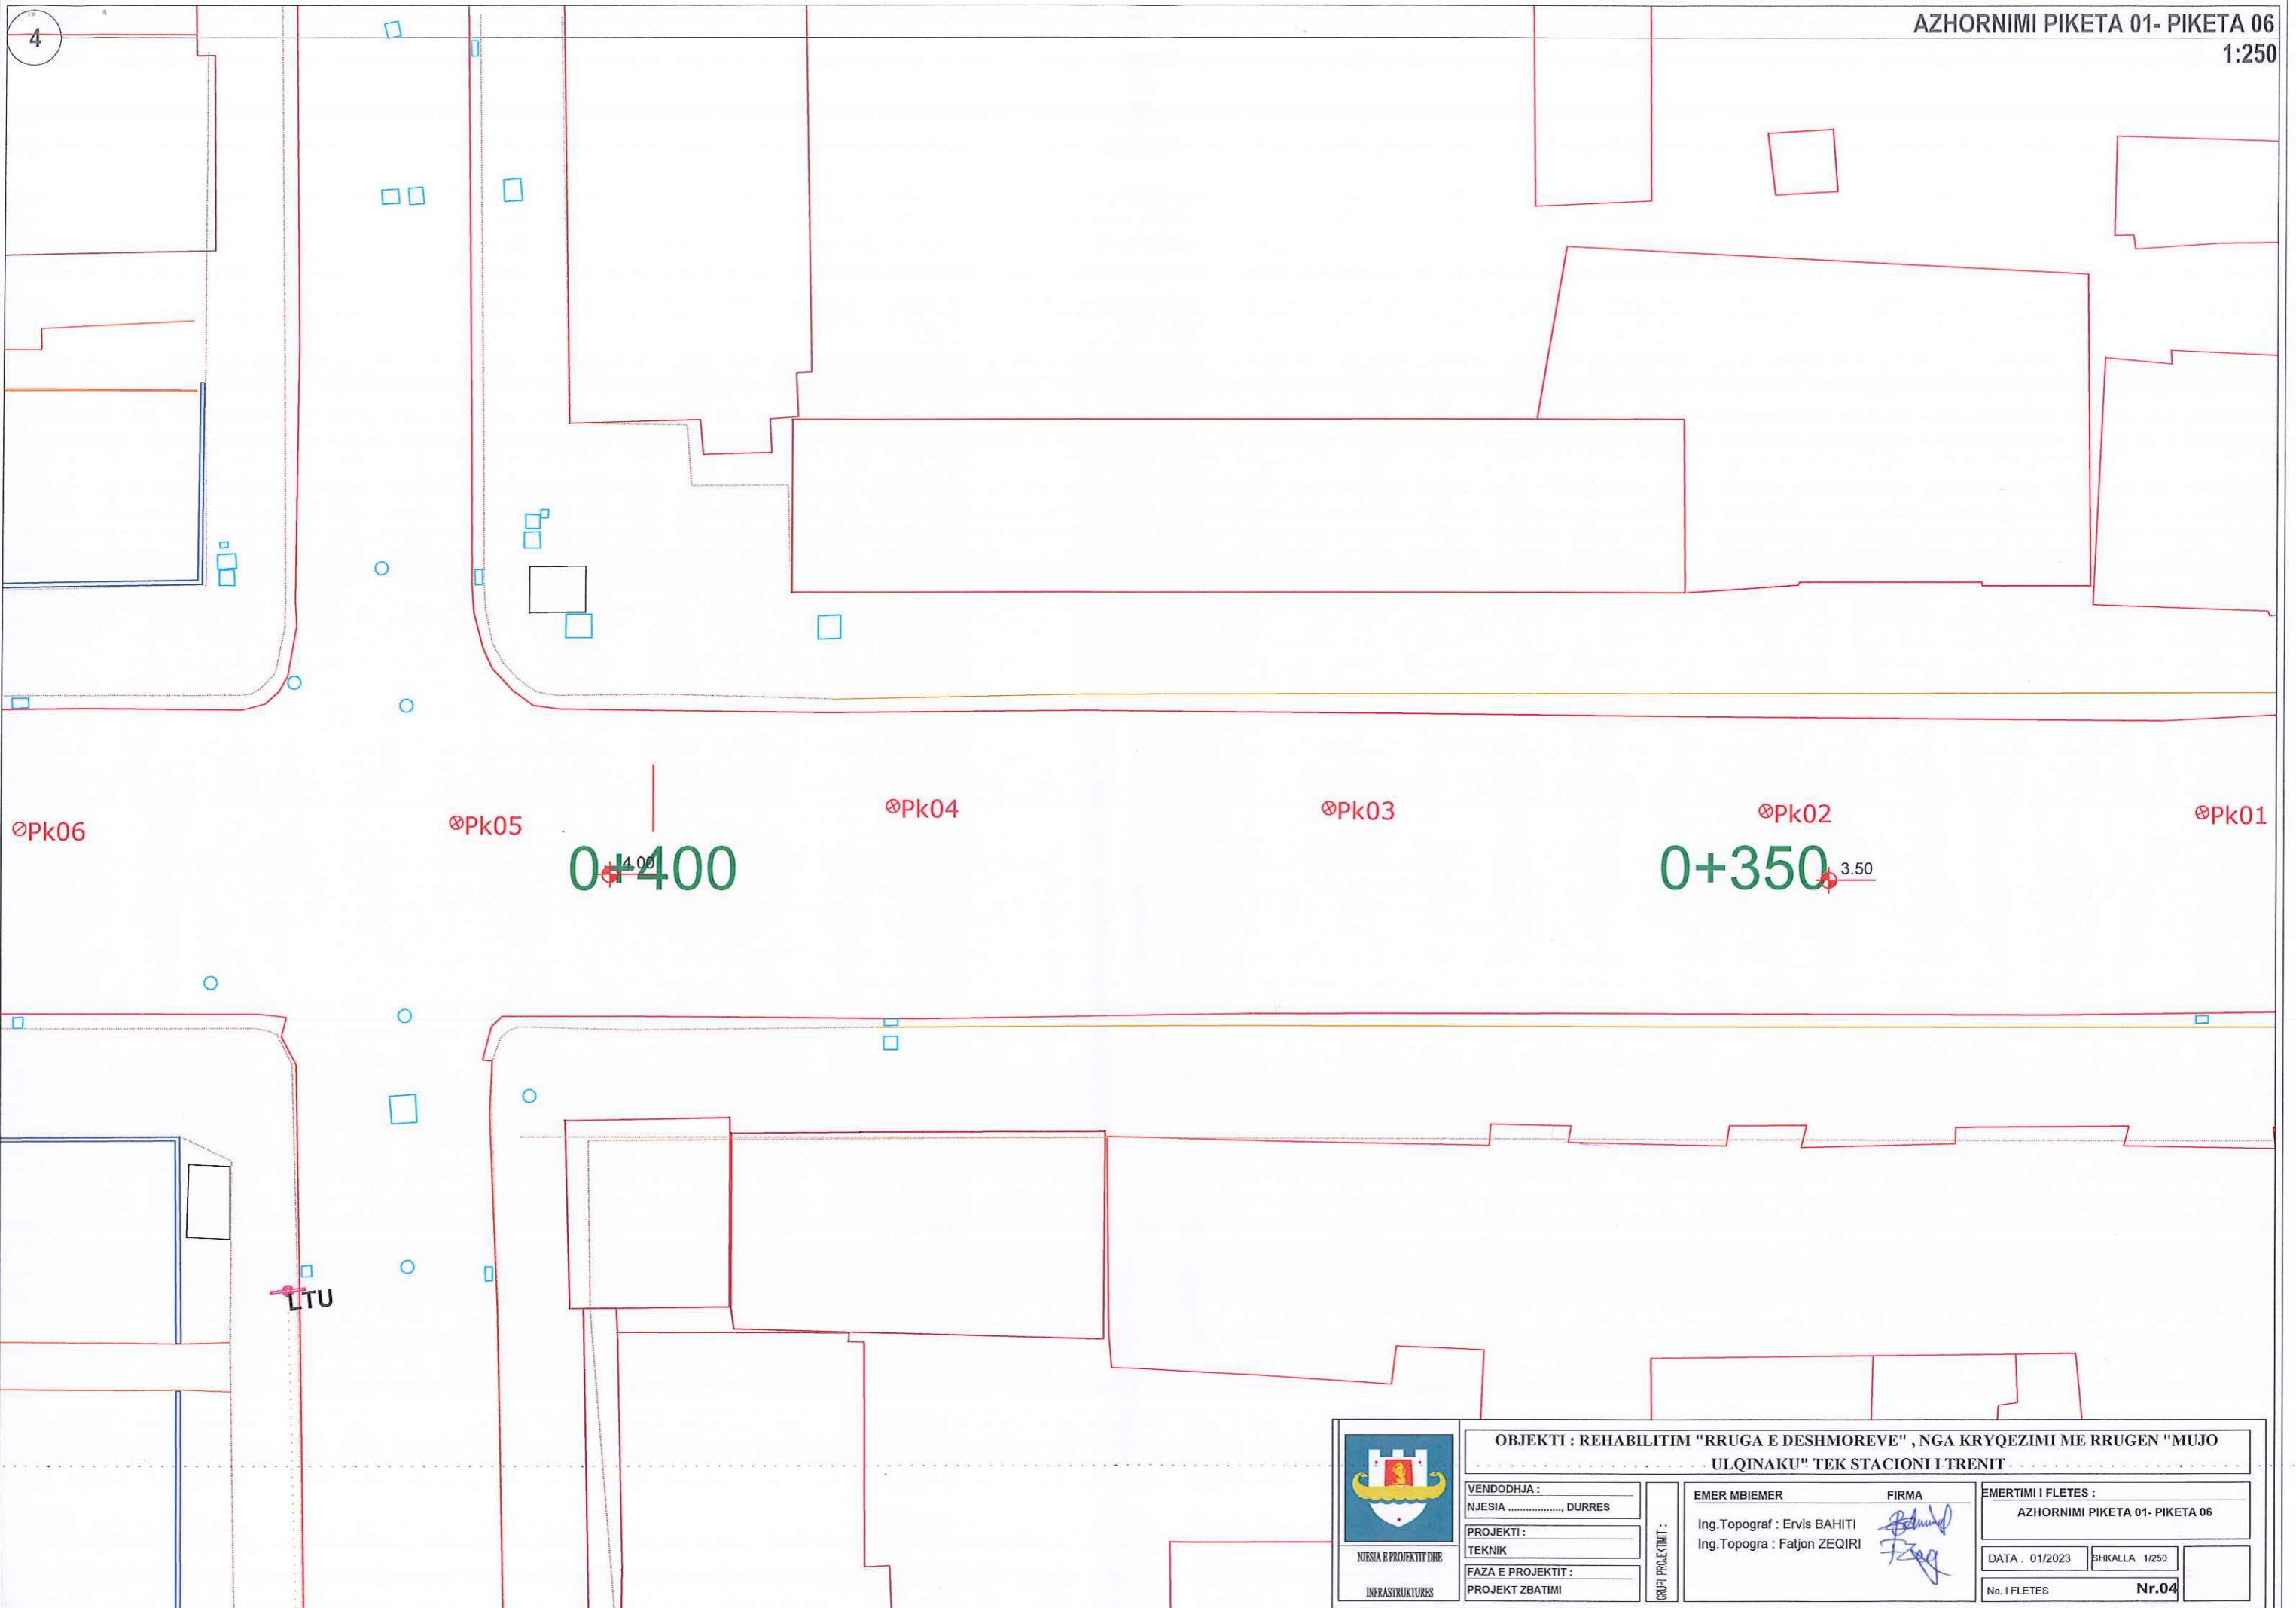 4
AZHORNIMI PIKETA 01- PIKETA 06
1:250
Pk06
Pk05
Pk04
Pk03
Pk02
Pk01
0+400
4.00
0+350
3.50
LTU
OBJEKTI : REHABILITIM "RRUGA E DESHMOREVE" , NGA KRYQEZIMI ME RRUGEN "MUJO
ULQINAKU" TEK STACIONI I TRENIT
NJESIA E PROJEKTIT DHE
INFRASTRUKTURES
VENDODHJA :
NJESIA .................., DURRES
PROJEKTI :
TEKNIK
FAZA E PROJEKTIT :
PROJEKT ZBATIMI
GRUPI PROJEKTIMIT :
EMER MBIEMER FIRMA
Ing.Topograf : Ervis BAHITI
Ing.Topogra : Fatjon ZEQIRI
EMERTIMI I FLETES :
AZHORNIMI PIKETA 01- PIKETA 06
DATA . 01/2023
SHKALLA 1/250
No. I FLETES Nr.04